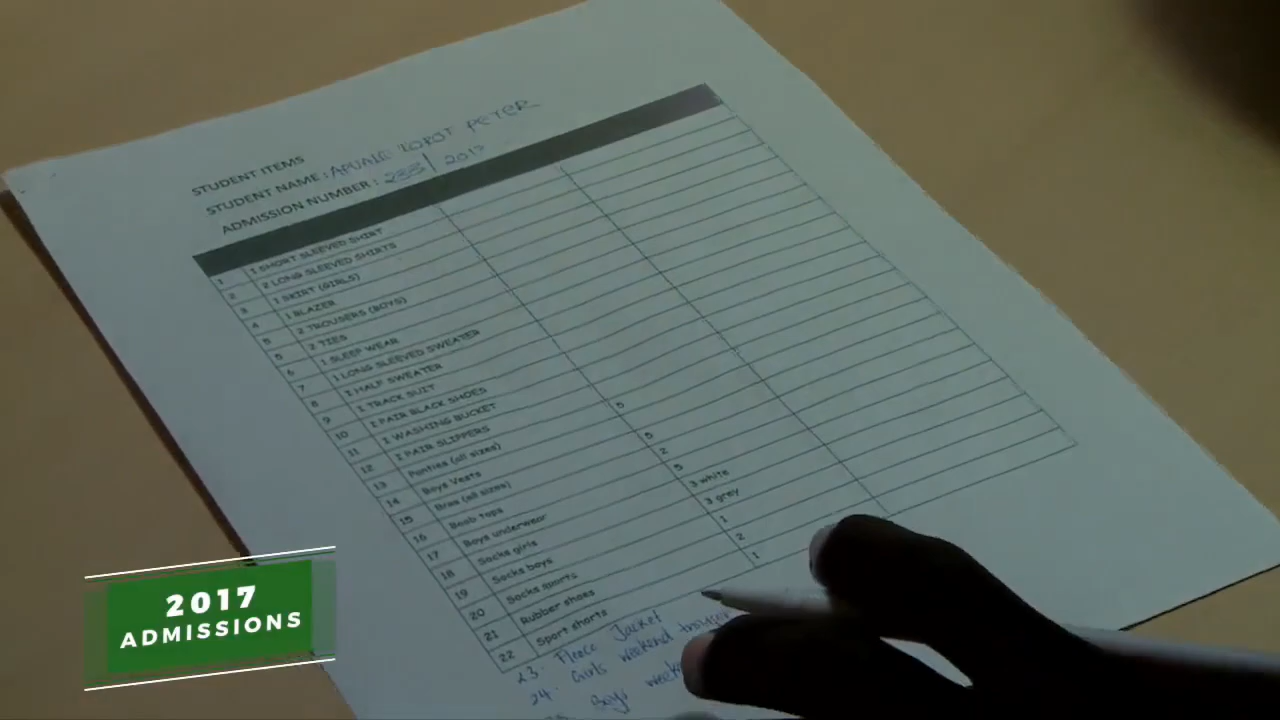 STUDENT ITEMS
STUDENT NAME : APUALE LOROT PETER
ADMISSION NUMBER : 288/2017
1 1 SHORT SLEEVED SHIRT
2 2 LONG SLEEVED SHIRTS
3 1 SKIRT (GIRLS)
4 1 BLAZER
5 2 TROUSERS (BOYS)
5 2 TIES
6 1 SLEEP WEAR
7 1 LONG SLEEVED SWEATER
8 1 HALF SWEATER
9 1 TRACK SUIT
10 1 PAIR BLACK SHOES
11 1 WASHING BUCKET
12 1 PAIR SLIPPERS
13 Panties (all sizes) 5
14 Boys Vests
15 Bras (all sizes) 5
16 Boob tops 2
17 Boys underwear 5
18 Socks girls 3 white
19 Socks boys 3 grey
20 Socks sports 1
21 Rubber shoes 2
22 Sport shorts 1
23. Fleece Jacket
24. Girls weekend
Boys
2017
ADMISSIONS